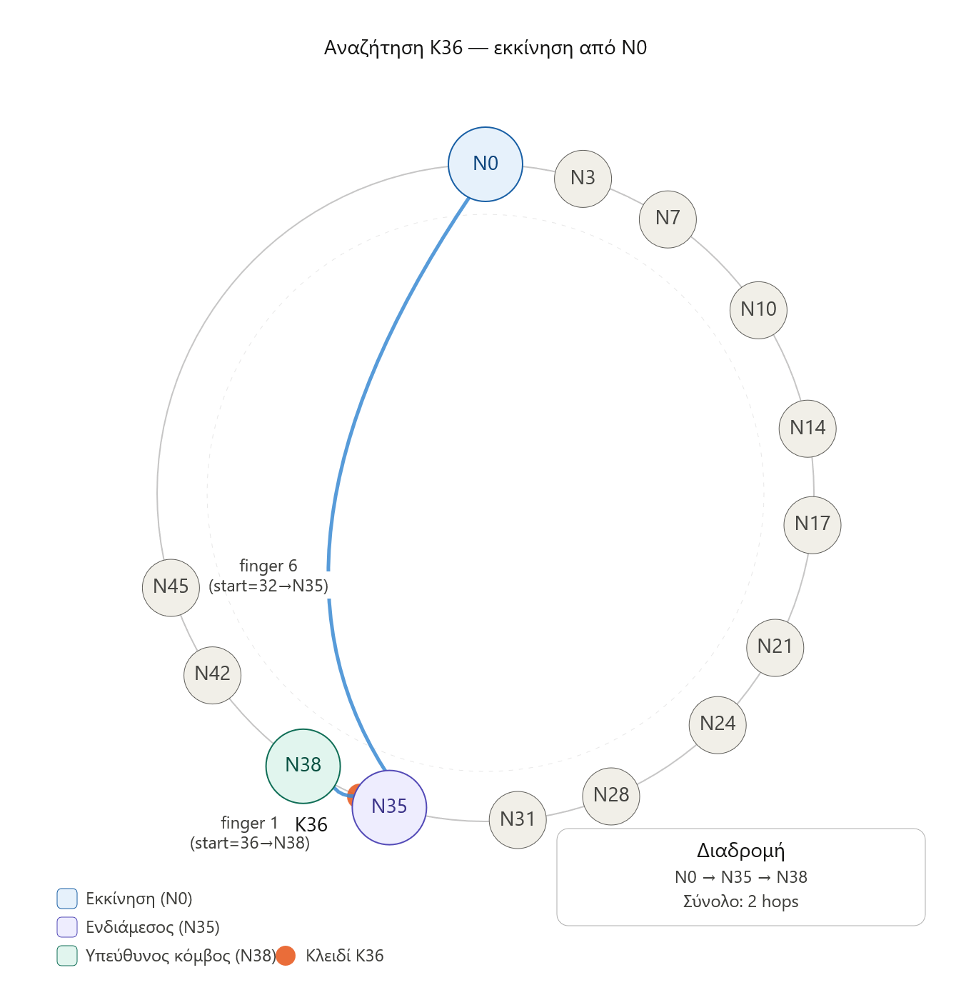 Αναζήτηση K36 — εκκίνηση από N0
N0
N3
N7
N10
N14
N17
N21
N24
N28
N31
N35
N38
N42
N45
finger 6
(start=32→N35)
finger 1
(start=36→N38)
K36
Διαδρομή
N0 → N35 → N38
Σύνολο: 2 hops
Εκκίνηση (N0)
Ενδιάμεσος (N35)
Υπεύθυνος κόμβος (N38)
Κλειδί K36